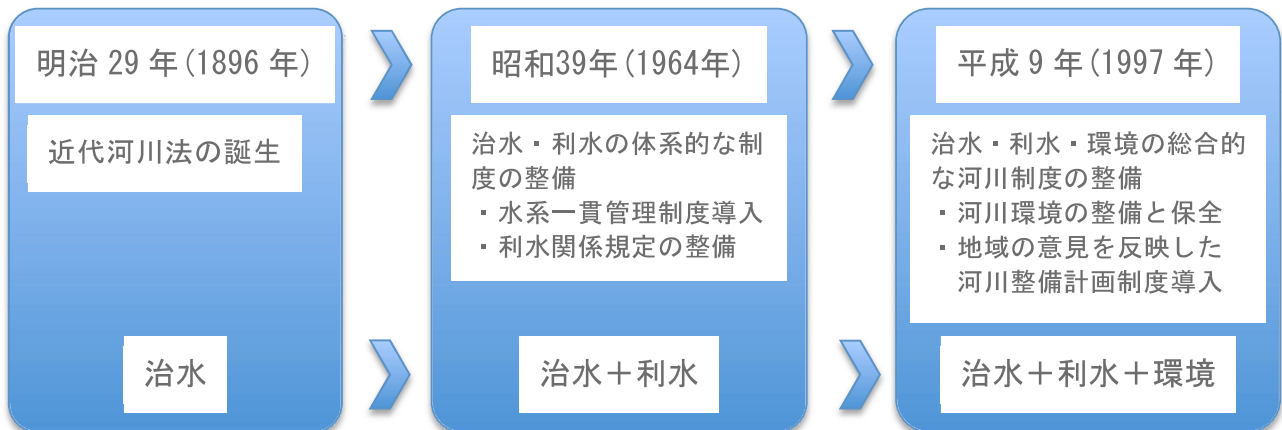 明治 29 年(1896 年)
近代河川法の誕生
治水
昭和39年(1964年)
治水・利水の体系的な制
度の整備
・水系一貫管理制度導入
・利水関係規定の整備
治水＋利水
平成 9 年(1997 年)
治水・利水・環境の総合的
な河川制度の整備
・河川環境の整備と保全
・地域の意見を反映した
河川整備計画制度導入
治水＋利水＋環境